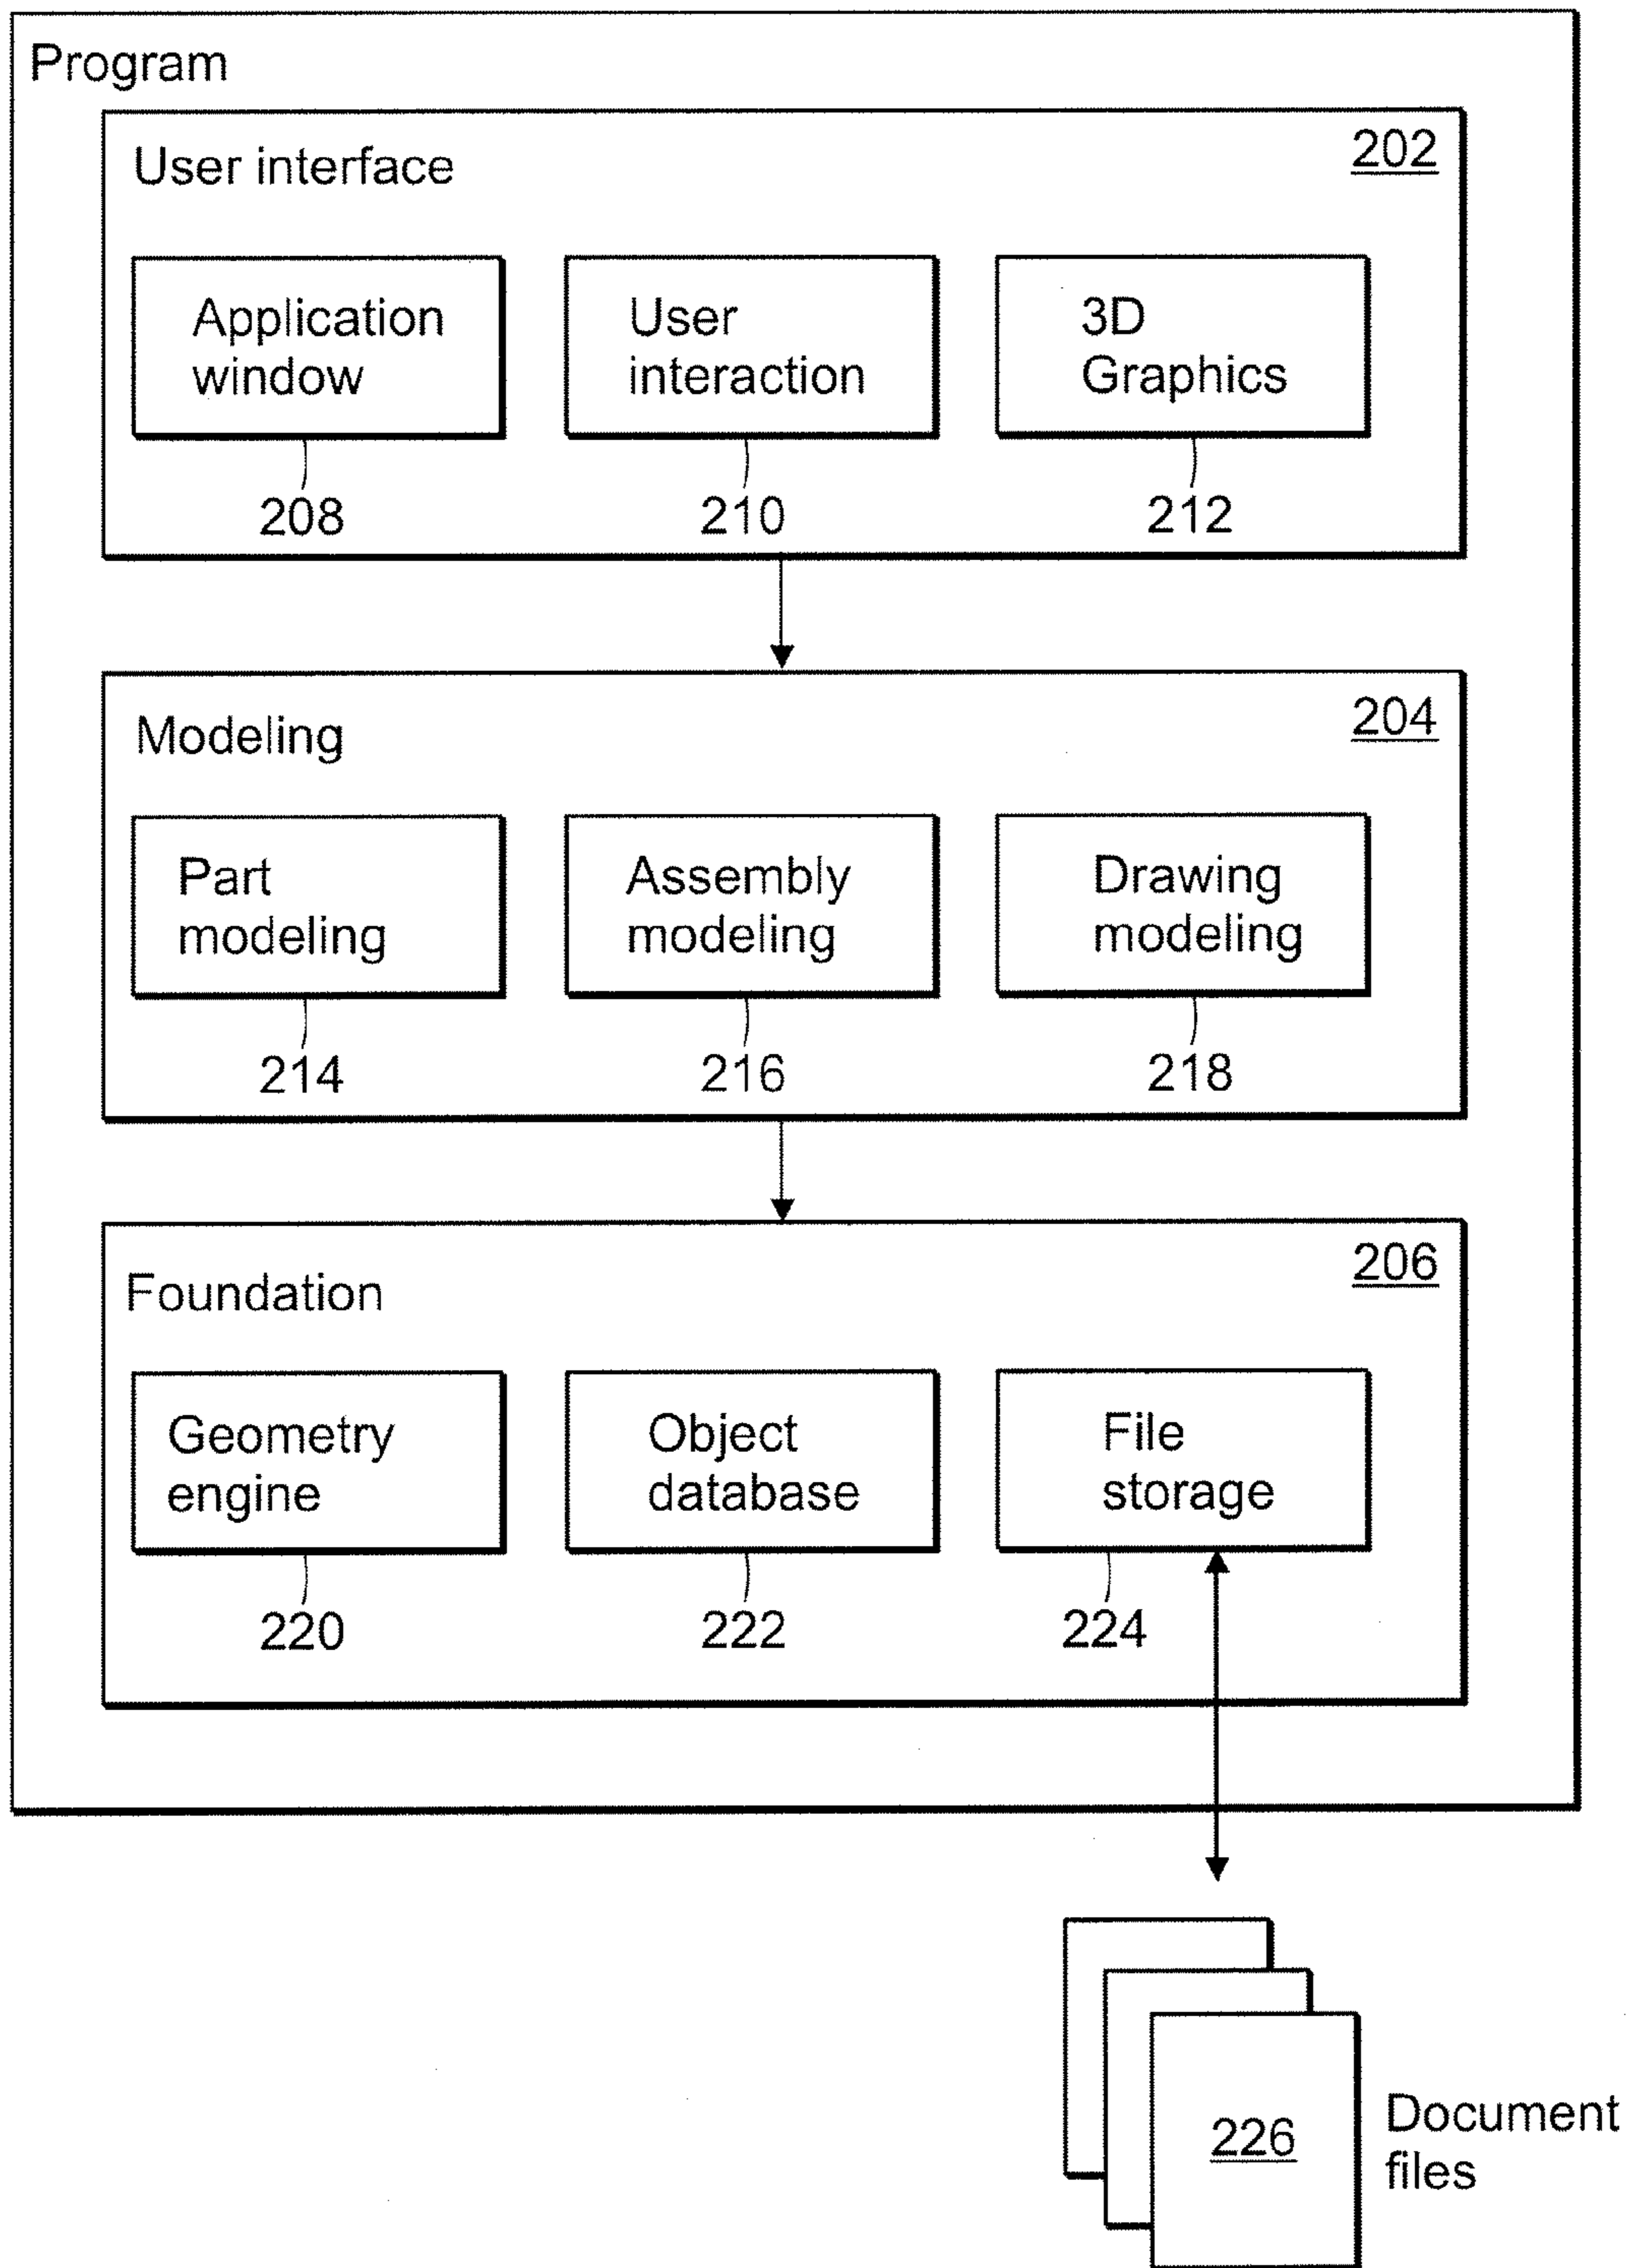 Program
User interface
202
Application
window
User
interaction
3D
Graphics
208
210
212
Modeling
204
Part
modeling
Assembly
modeling
Drawing
modeling
214
216
218
Foundation
206
Geometry
engine
Object
database
File
storage
220
222
224
226
Document
files